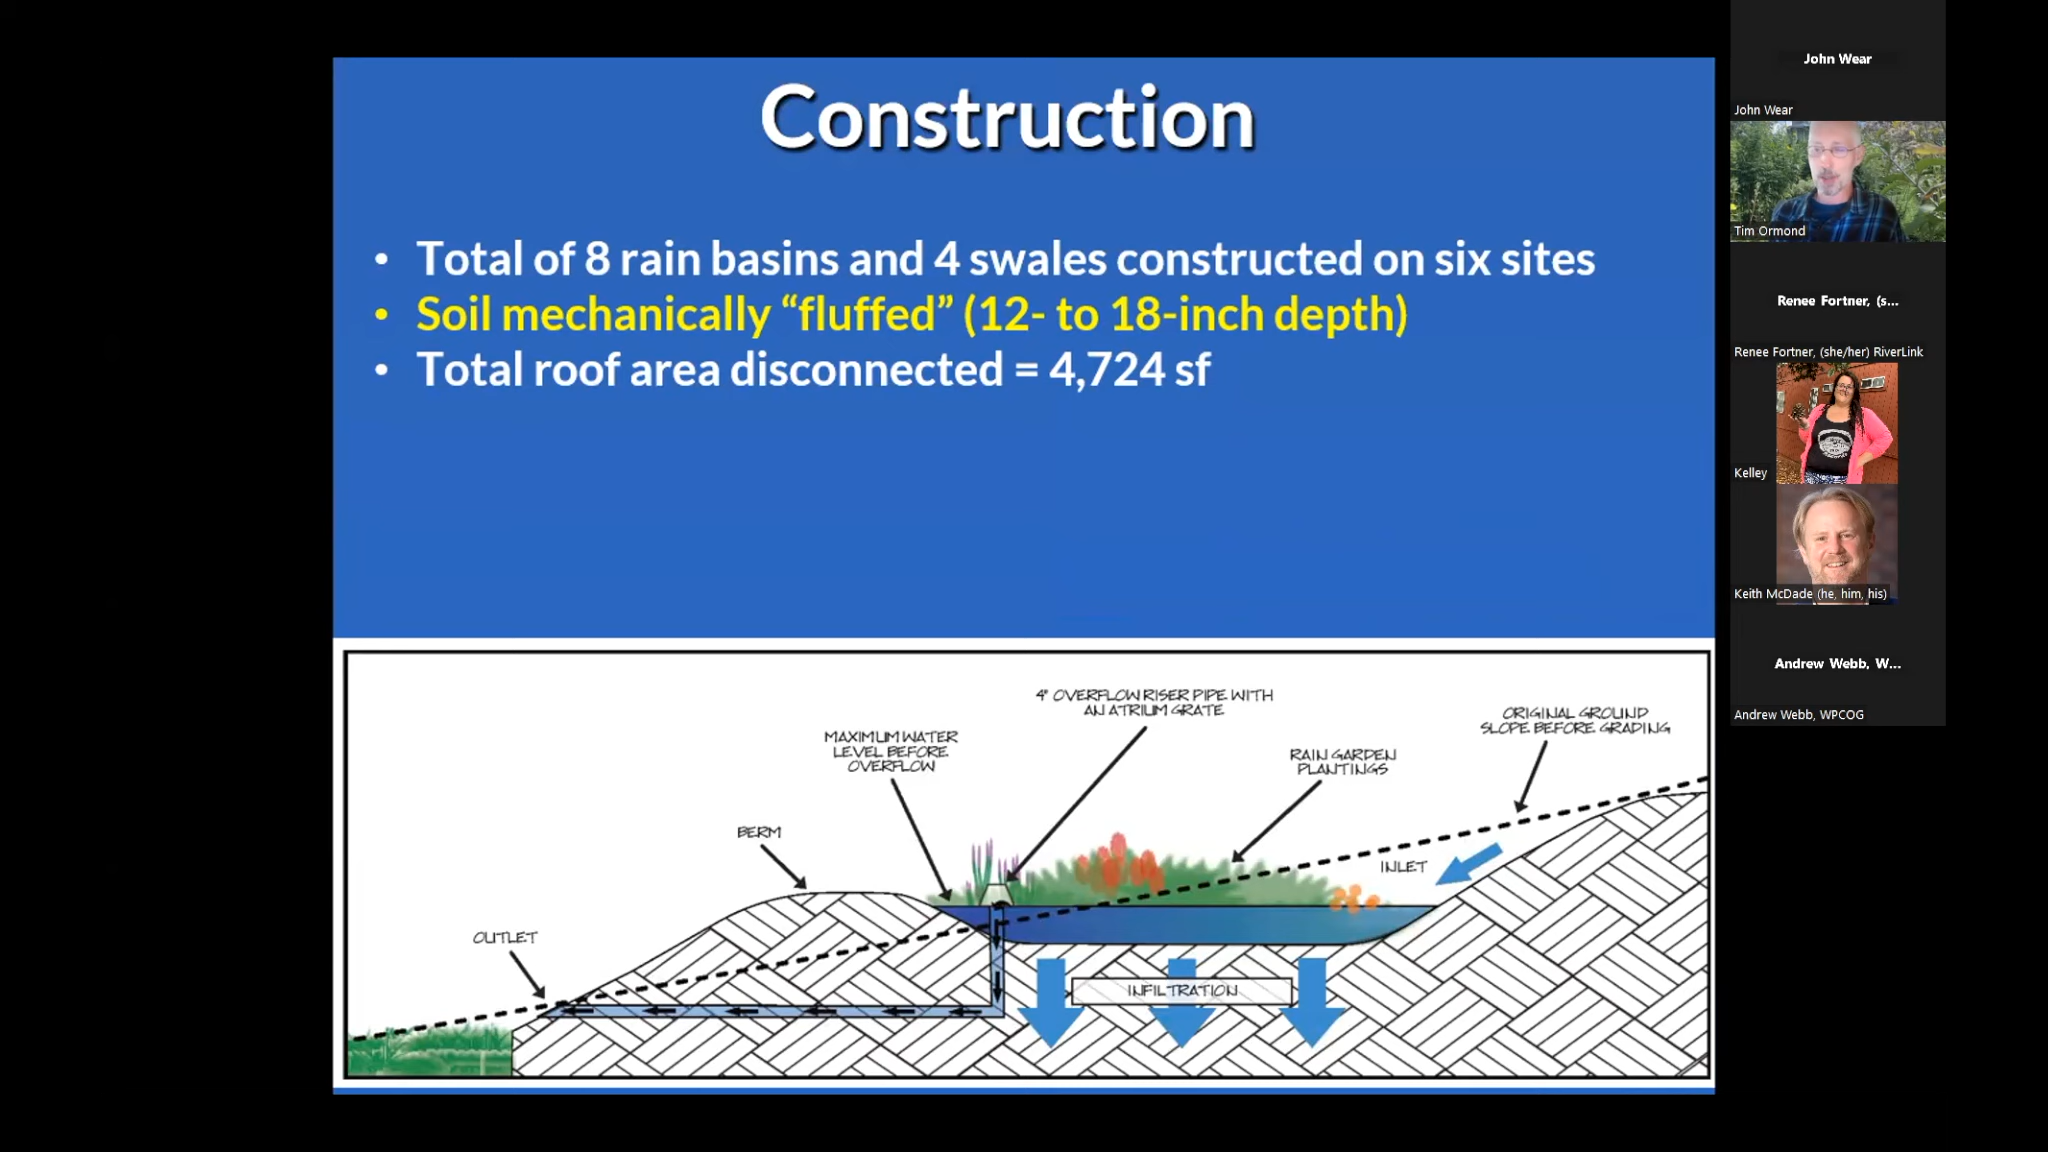 Construction
• Total of 8 rain basins and 4 swales constructed on six sites
• Soil mechanically “fluffed” (12- to 18-inch depth)
• Total roof area disconnected = 4,724 sf
4" OVERFLOW RISER PIPE WITH
AN ATRIUM GRATE
ORIGINAL GROUND
SLOPE BEFORE GRADING
MAXIMUM WATER
LEVEL BEFORE
OVERFLOW
RAIN GARDEN
PLANTINGS
BERM
INLET
OUTLET
INFILTRATION
John Wear
John Wear
Tim Ormond
Renee Fortner, (s...
Renee Fortner, (she/her) RiverLink
Kelley
Keith McDade (he, him, his)
Andrew Webb, W...
Andrew Webb, WPCOG